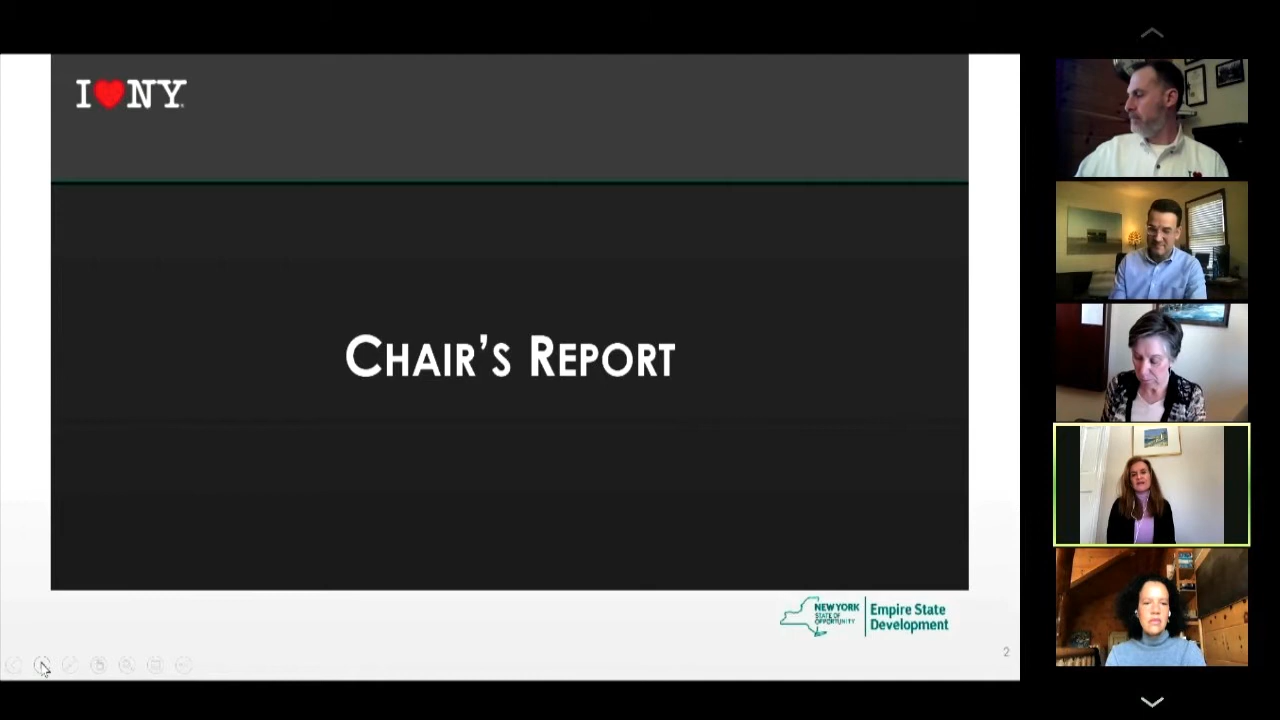 I❤NY
CHAIR'S REPORT
NEW YORK
STATE OF
OPPORTUNITY
Empire State
Development
2